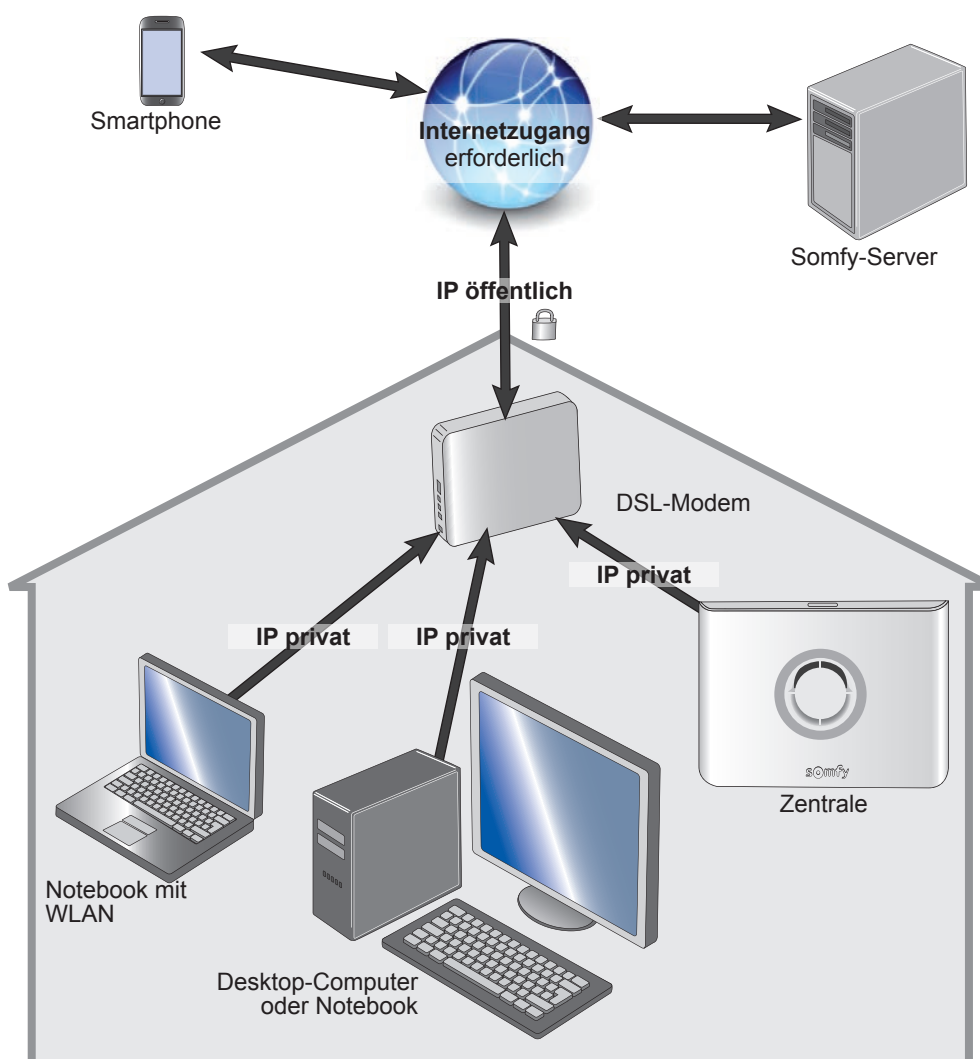 Smartphone
Internetzugang
erforderlich
Somfy-Server
IP öffentlich
DSL-Modem
IP privat
IP privat
IP privat
somfy
Zentrale
Notebook mit
WLAN
Desktop-Computer
oder Notebook